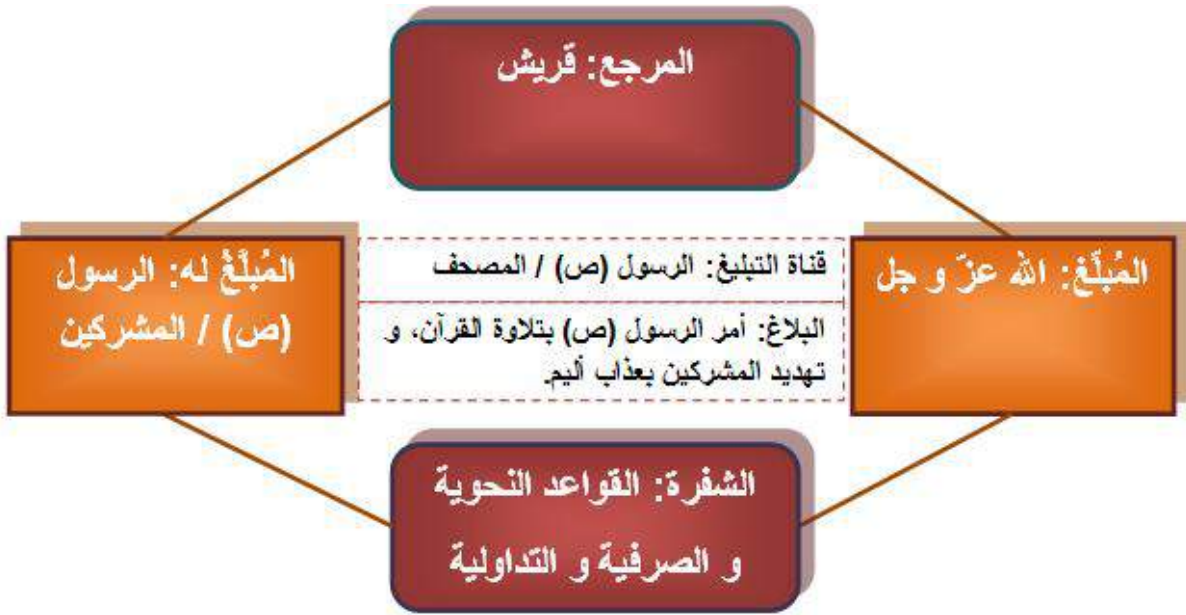 المرجع: قريش
المُبلِّغ: الله عزّ و جل
قناة التبليغ: الرسول (ص) / المصحف
البلاغ: أمر الرسول (ص) بتلاوة القرآن، و
تهديد المشركين بعذاب أليم.
المُبلَّغُ له: الرسول
(ص) / المشركين
الشفرة: القواعد النحوية
و الصرفية و التداولية